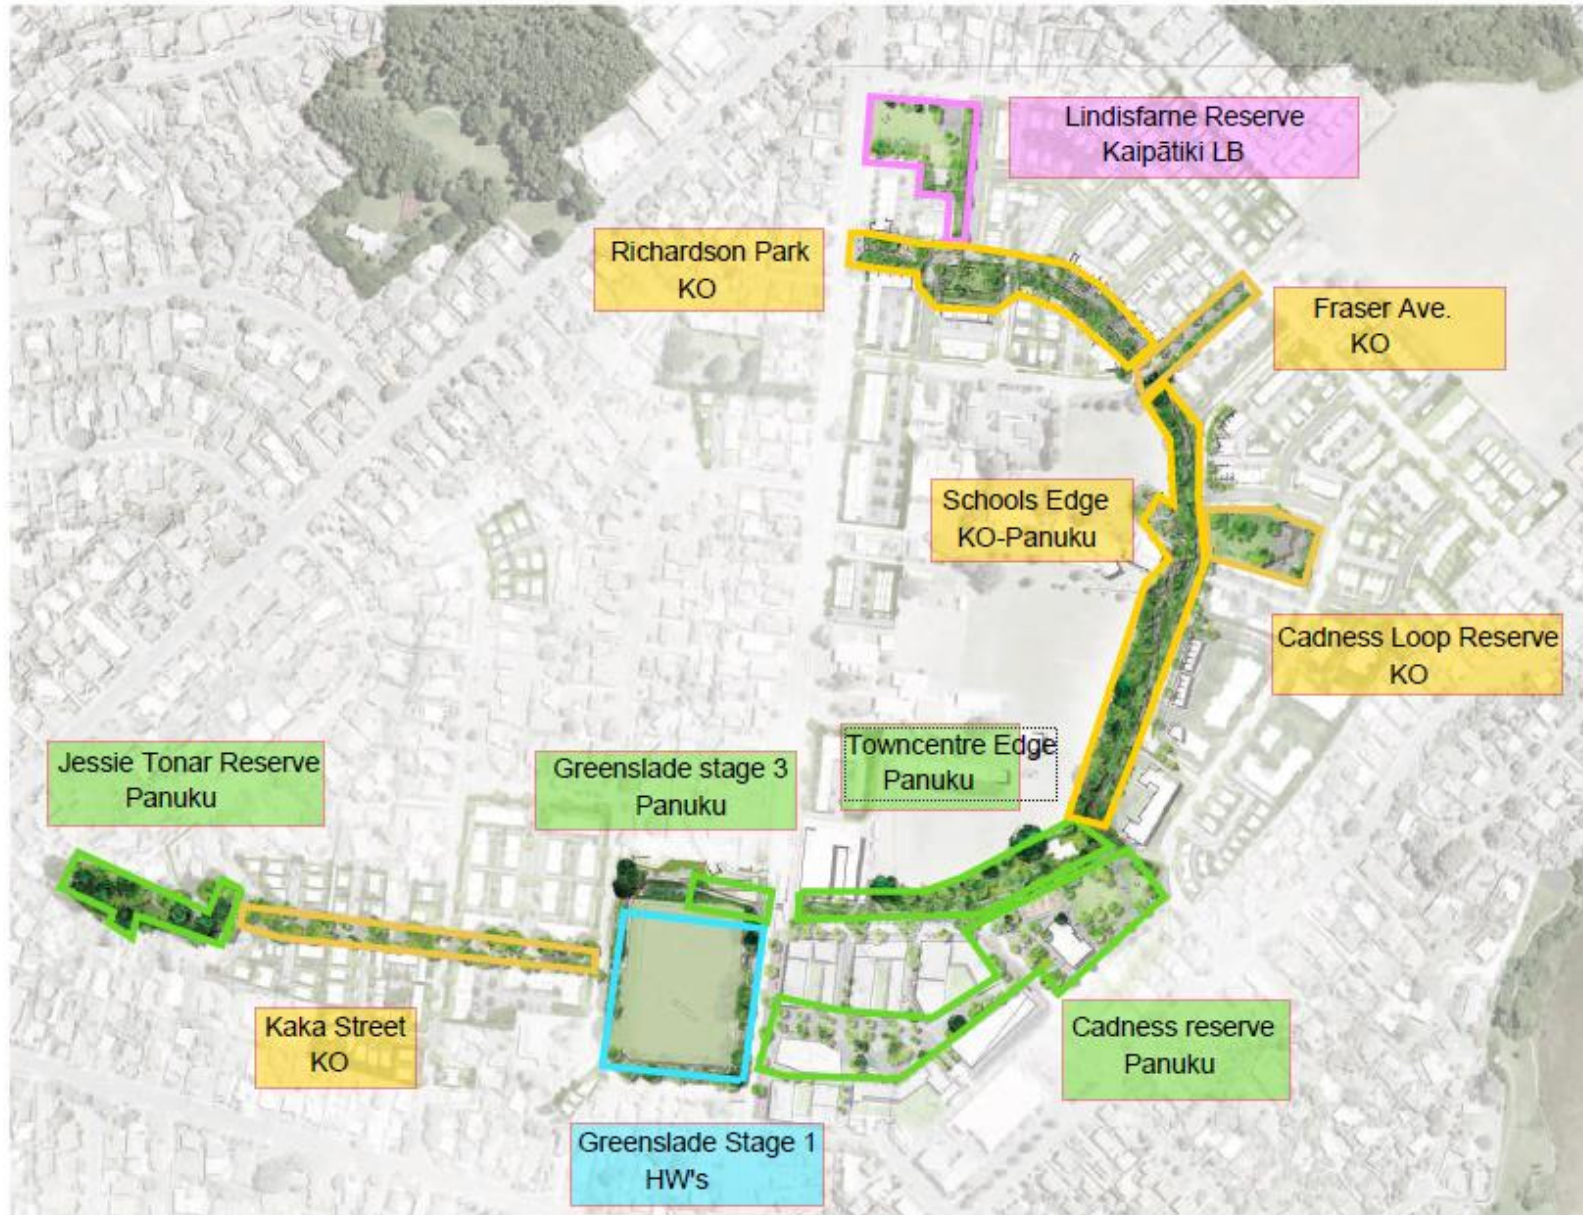 Lindisfarne Reserve
Kaipātiki LB
Richardson Park
KO
Fraser Ave.
KO
Schools Edge
KO-Panuku
Cadness Loop Reserve
KO
Towncentre Edge
Panuku
Jessie Tonar Reserve
Panuku
Greenslade stage 3
Panuku
Kaka Street
KO
Cadness reserve
Panuku
Greenslade Stage 1
HW's